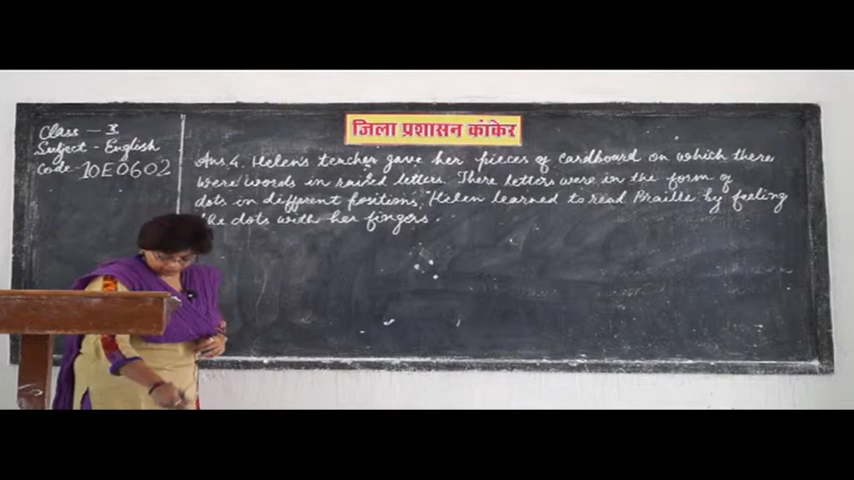 जिला प्रशासन कांकेर
Class - X
Subject - English
Code - 10E0602
Ans 4. Helen's teacher gave her pieces of cardboard on which there
were words in raised letters. There letters were in the form of
dots in different positions. Helen learned to read Braille by feeling
the dots with her fingers.